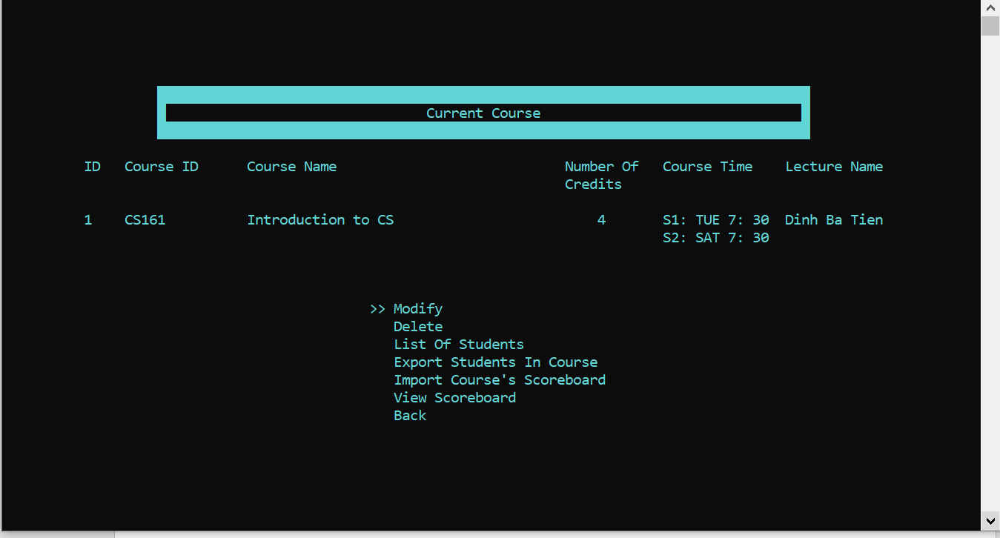 Current Course
ID Course ID Course Name Number Of Course Time Lecture Name
Credits
1 CS161 Introduction to CS 4 S1: TUE 7: 30 Dinh Ba Tien
S2: SAT 7: 30
>> Modify
Delete
List Of Students
Export Students In Course
Import Course's Scoreboard
View Scoreboard
Back